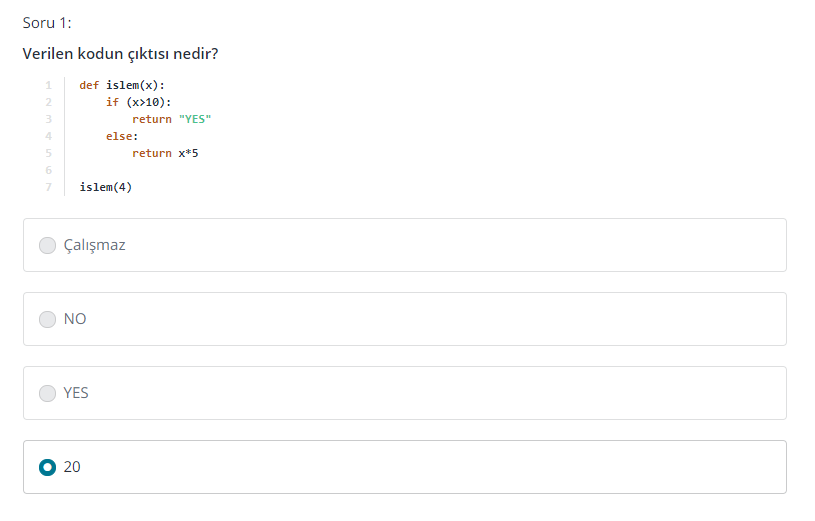 Soru 1:
Verilen kodun çıktısı nedir?
1 def islem(x):
2 if (x>10):
3 return "YES"
4 else:
5 return x*5
6
7 islem(4)
Çalışmaz
NO
YES
20